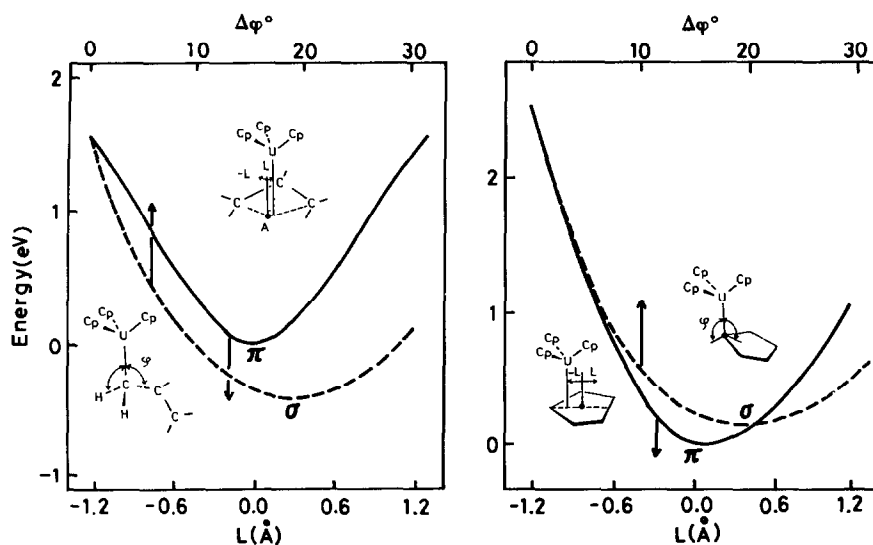 Δφ°
0 10 20 30
Energy(eV)
2
1
0
-1
-1.2 -0.6 0.0 0.6 1.2
L(Å)
Cp Cp Cp
U
L
-L
C C C
A
Cp Cp Cp
U
φ
H C C
H C
π
σ
Δφ°
0 10 20 30
2
1
0
-1.2 -0.6 0.0 0.6 1.2
L(Å)
Cp Cp Cp
U
φ
Cp Cp Cp
U
-L L
σ
π